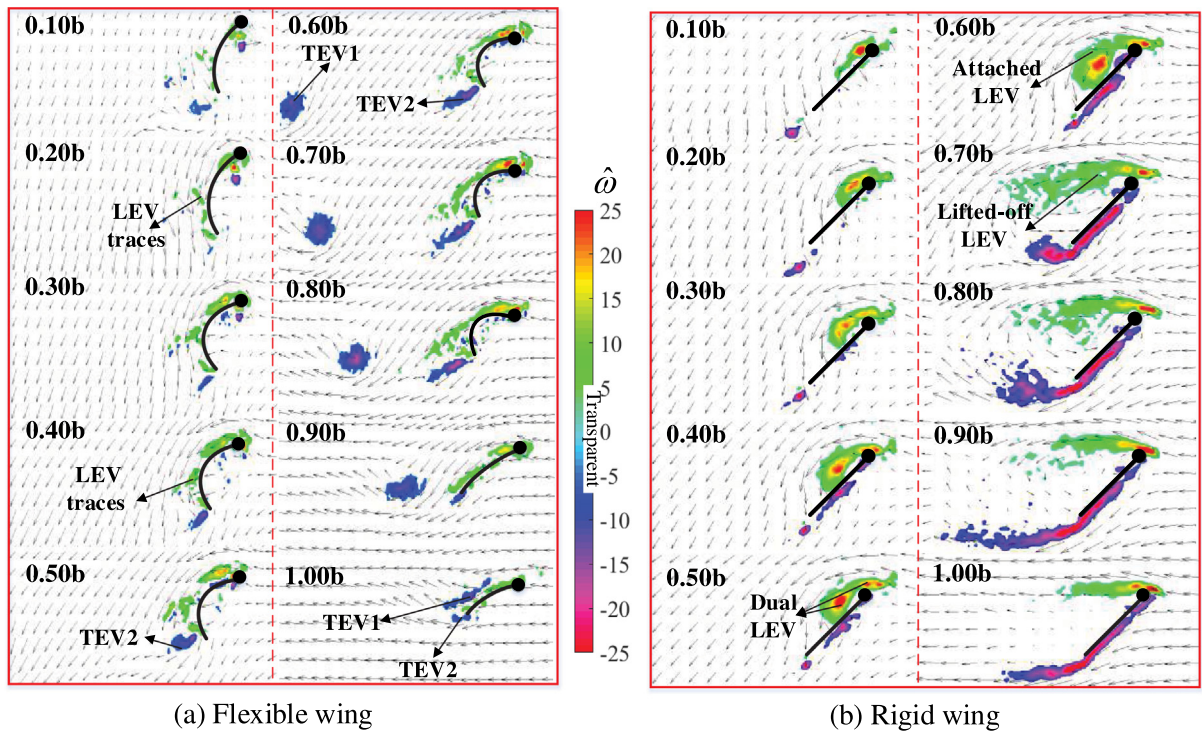 0.10b
0.60b
TEV1
TEV2
0.20b
0.70b
LEV
traces
0.30b
0.80b
0.40b
0.90b
LEV
traces
0.50b
1.00b
TEV2
TEV1
TEV2
ω̂
25
20
15
10
5
0
-5
-10
-15
-20
-25
Transparent
0.10b
0.60b
Attached
LEV
0.20b
0.70b
Lifted-off
LEV
0.30b
0.80b
0.40b
0.90b
0.50b
1.00b
Dual
LEV
(a) Flexible wing
(b) Rigid wing